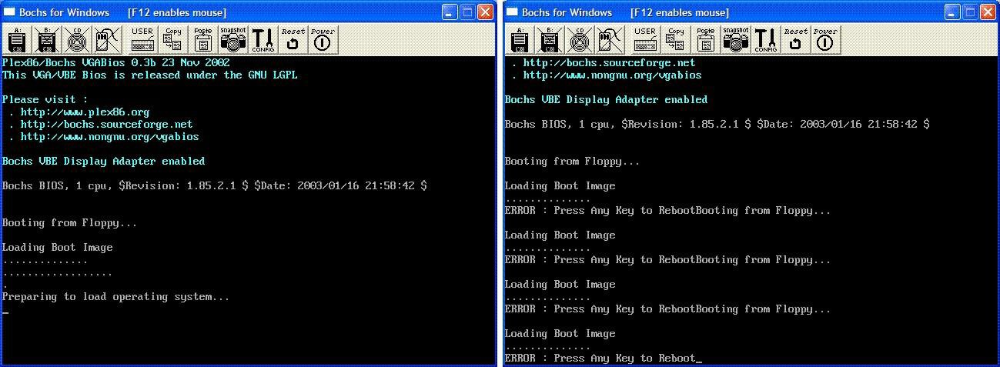 Bochs for Windows [F12 enables mouse]
A: B: CD USER Copy Paste snapshot CONFIG Reset Power
Plex86/Bochs VGABios 0.3b 23 Nov 2002
This VGA/VBE Bios is released under the GNU LGPL
Please visit :
. http://www.plex86.org
. http://bochs.sourceforge.net
. http://www.nongnu.org/vgabios
Bochs VBE Display Adapter enabled
Bochs BIOS, 1 cpu, $Revision: 1.85.2.1 $ $Date: 2003/01/16 21:58:42 $
Booting from Floppy...
Loading Boot Image
..............
..................
.
Preparing to load operating system...
_
Bochs for Windows [F12 enables mouse]
A: B: CD USER Copy Paste snapshot CONFIG Reset Power
. http://bochs.sourceforge.net
. http://www.nongnu.org/vgabios
Bochs VBE Display Adapter enabled
Bochs BIOS, 1 cpu, $Revision: 1.85.2.1 $ $Date: 2003/01/16 21:58:42 $
Booting from Floppy...
Loading Boot Image
..............
ERROR : Press Any Key to RebootBooting from Floppy...
Loading Boot Image
..............
ERROR : Press Any Key to RebootBooting from Floppy...
Loading Boot Image
..............
ERROR : Press Any Key to RebootBooting from Floppy...
Loading Boot Image
..............
ERROR : Press Any Key to Reboot_